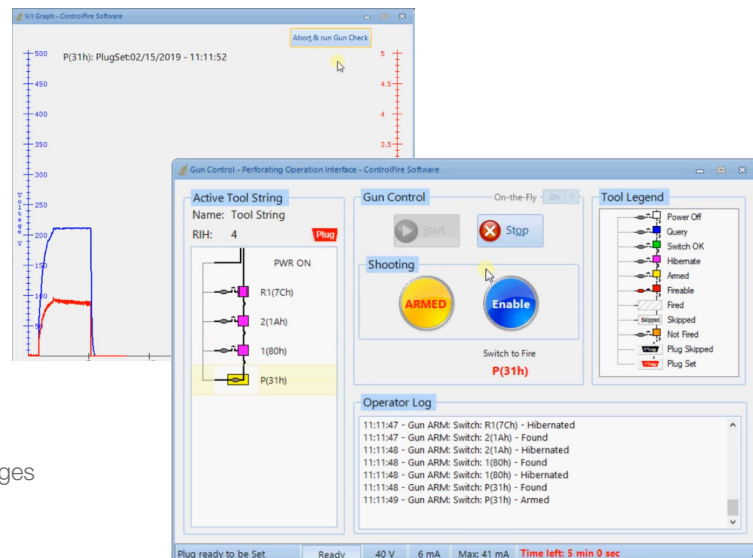 V/I Graph - ControlFire Software
Abort & run Gun Check
P(31h): PlugSet:02/15/2019 - 11:11:52
500
450
400
350
300
250
200
150
100
50
Voltage V
5
4.5
4
3.5
ges
Gun Control - Perforating Operation Interface - ControlFire Software
Active Tool String
Name: Tool String
RIH: 4
Plug
PWR ON
R1(7Ch)
2(1Ah)
1(80h)
P(31h)
Gun Control
On-the-Fly
ON
Start
Stop
Shooting
ARMED
Enable
Switch to Fire
P(31h)
Tool Legend
Power Off
Query
Switch OK
Hibernate
Armed
Fireable
Fired
Skipped Skipped
Not Fired
Plug Plug Skipped
Plug Plug Set
Operator Log
11:11:47 - Gun ARM: Switch: R1(7Ch) - Hibernated
11:11:47 - Gun ARM: Switch: 2(1Ah) - Found
11:11:48 - Gun ARM: Switch: 2(1Ah) - Hibernated
11:11:48 - Gun ARM: Switch: 1(80h) - Found
11:11:48 - Gun ARM: Switch: 1(80h) - Hibernated
11:11:48 - Gun ARM: Switch: P(31h) - Found
11:11:49 - Gun ARM: Switch: P(31h) - Armed
Plug ready to be Set
Ready
40 V
6 mA
Max: 41 mA
Time left: 5 min 0 sec